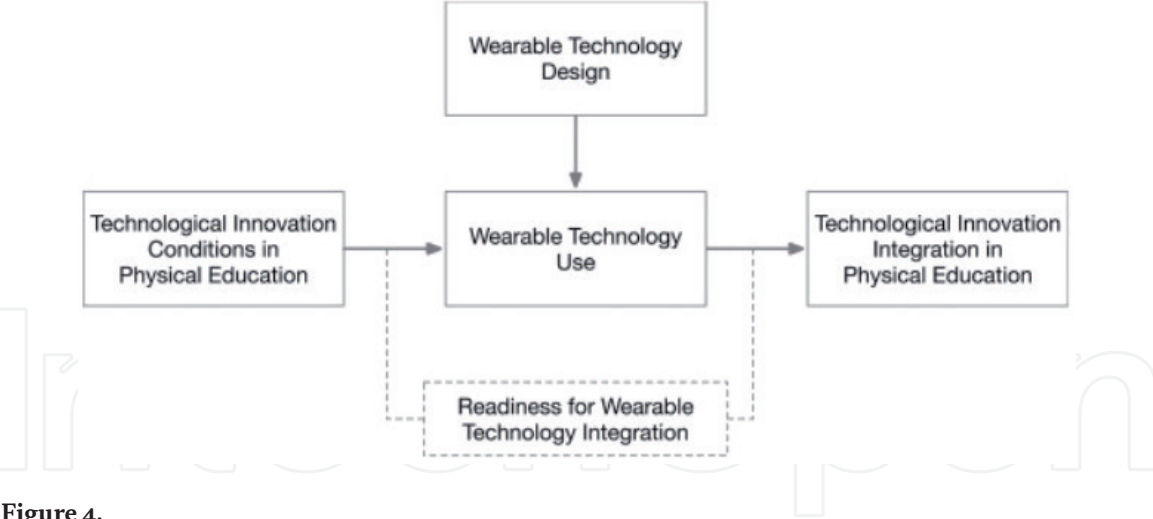 Wearable Technology
Design
Technological Innovation
Conditions in
Physical Education
Wearable Technology
Use
Technological Innovation
Integration in
Physical Education
Readiness for Wearable
Technology Integration
IntechOpen
Figure 4.